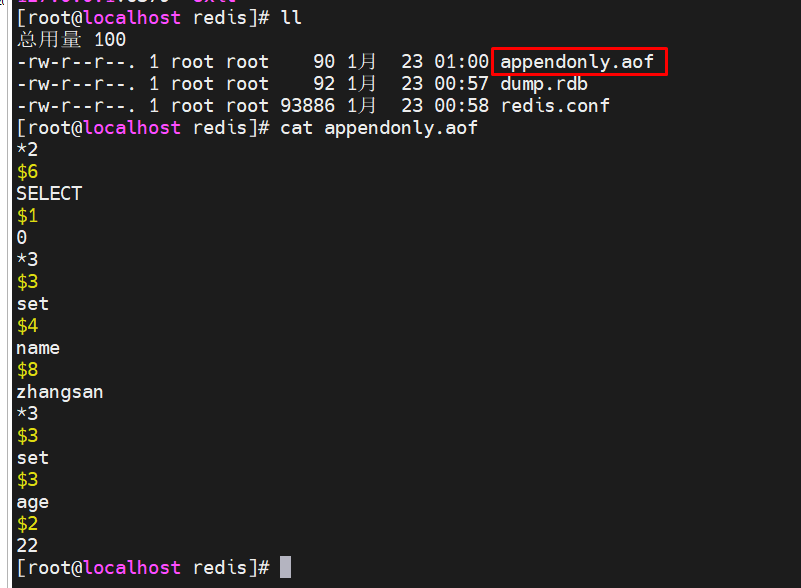 [root@localhost redis]# ll
总用量 100
-rw-r--r--. 1 root root    90 1月  23 01:00 appendonly.aof
-rw-r--r--. 1 root root    92 1月  23 00:57 dump.rdb
-rw-r--r--. 1 root root 93886 1月  23 00:58 redis.conf
[root@localhost redis]# cat appendonly.aof
*2
$6
SELECT
$1
0
*3
$3
set
$4
name
$8
zhangsan
*3
$3
set
$3
age
$2
22
[root@localhost redis]#